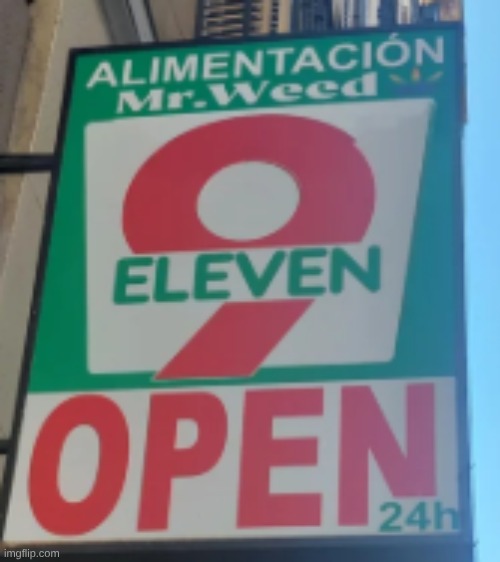 ALIMENTACIÓN
Mr.Weed
9
ELEVEN
OPEN
24h
imgflip.com